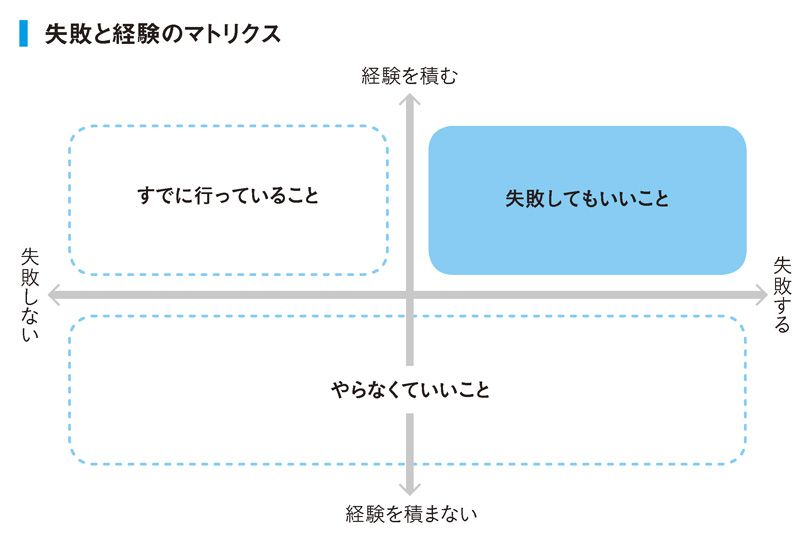 失敗と経験のマトリクス
経験を積む
すでに行っていること
失敗してもいいこと
失敗しない
失敗する
やらなくていいこと
経験を積まない